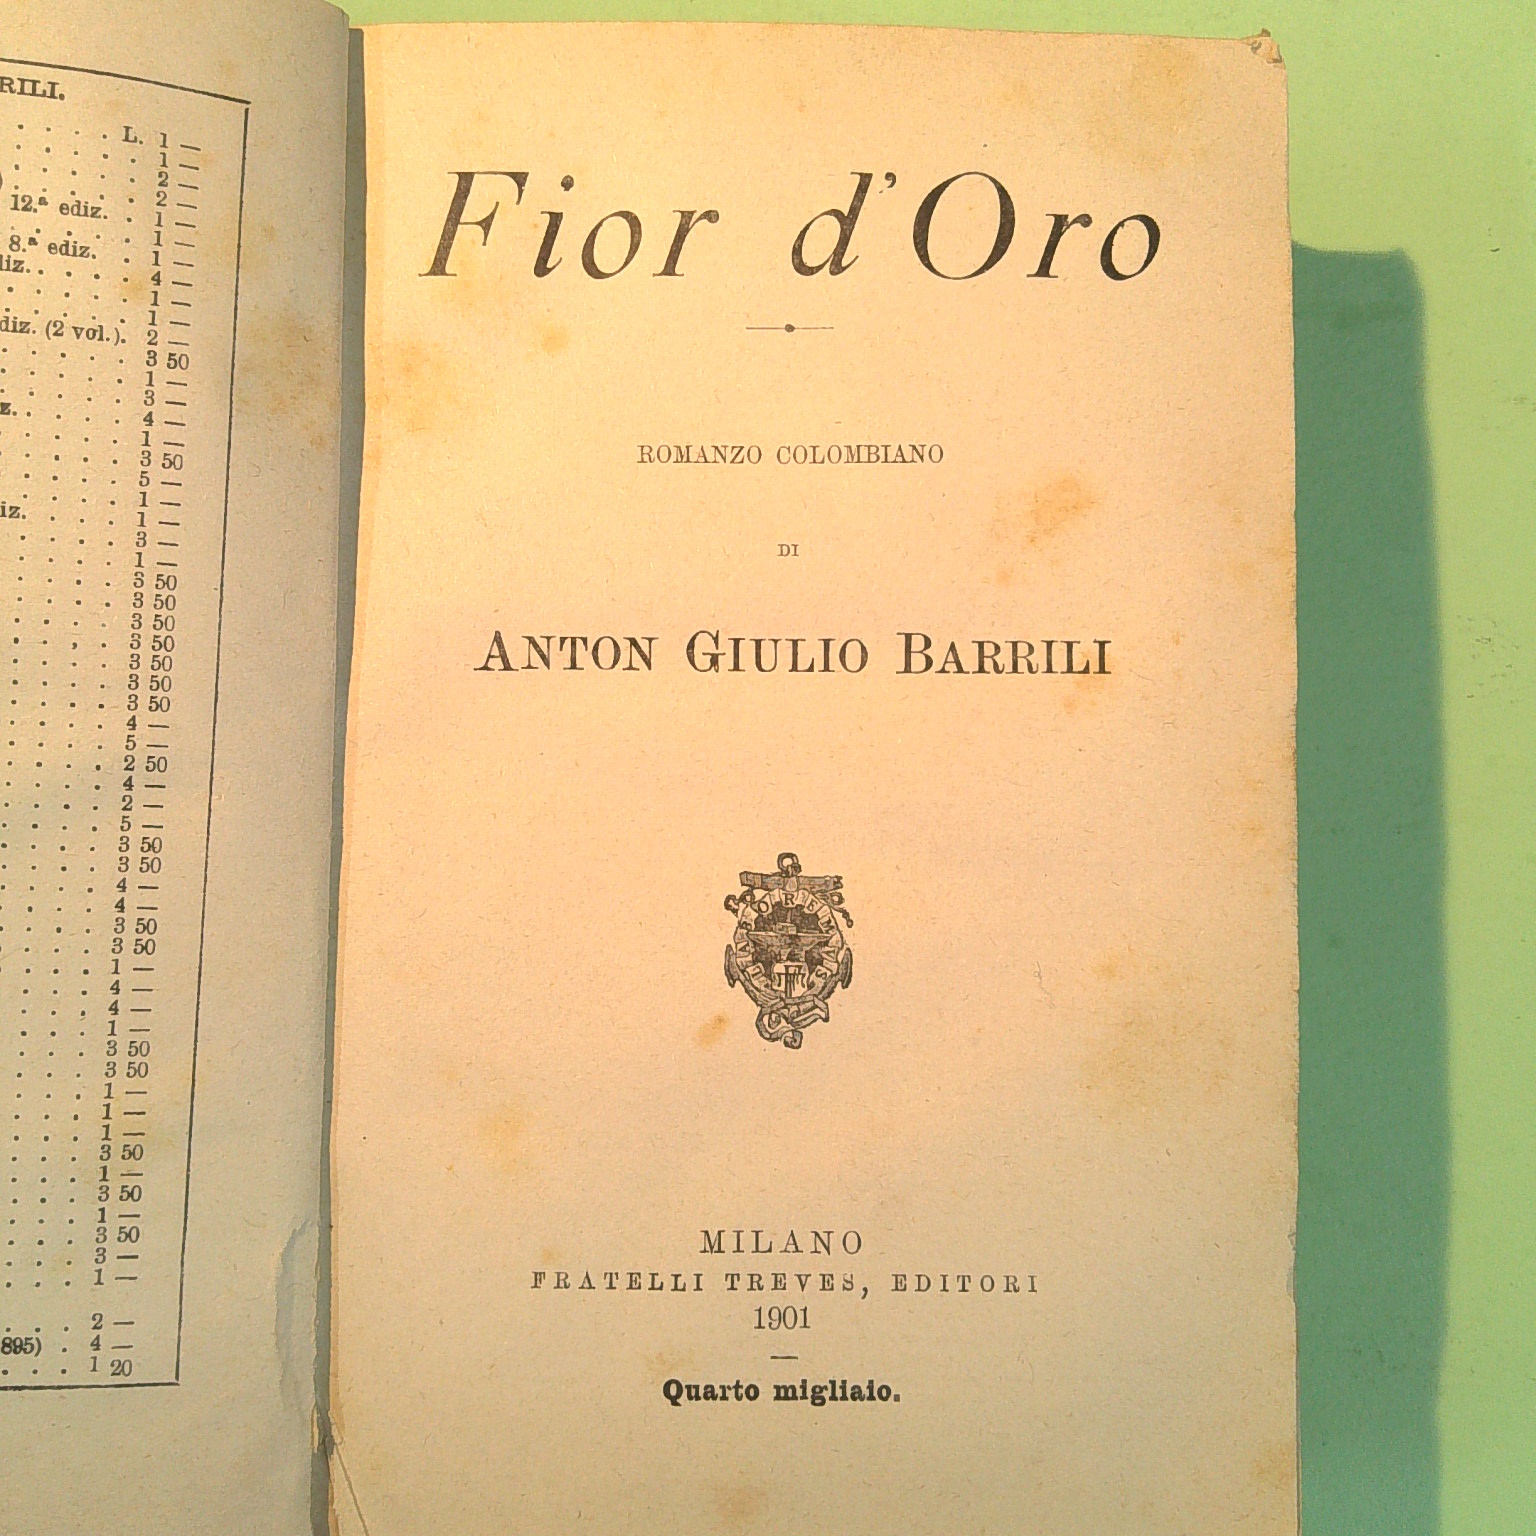 RILI.
L. 1 —
1 —
2 —
2 —
12.ª ediz. . 1 —
1 —
8.ª ediz. . 1 —
diz. . . . . 4 —
1 —
1 —
diz. (2 vol.). 2 —
3 50
1 —
3 —
z. . 4 —
1 —
3 50
5 —
1 —
iz. 1 —
3 —
1 —
3 50
3 50
3 50
3 50
3 50
3 50
3 50
4 —
5 —
2 50
4 —
2 —
5 —
3 50
3 50
4 —
4 —
3 50
3 50
1 —
4 —
4 —
1 —
3 50
3 50
1 —
1 —
1 —
3 50
1 —
3 50
1 —
3 50
3 —
1 —
2 —
895) . 4 —
1 20
Fior d'Oro
ROMANZO COLOMBIANO
DI
ANTON GIULIO BARRILI
LABOREMVS
FT
MILANO
FRATELLI TREVES, EDITORI
1901
Quarto migliaio.